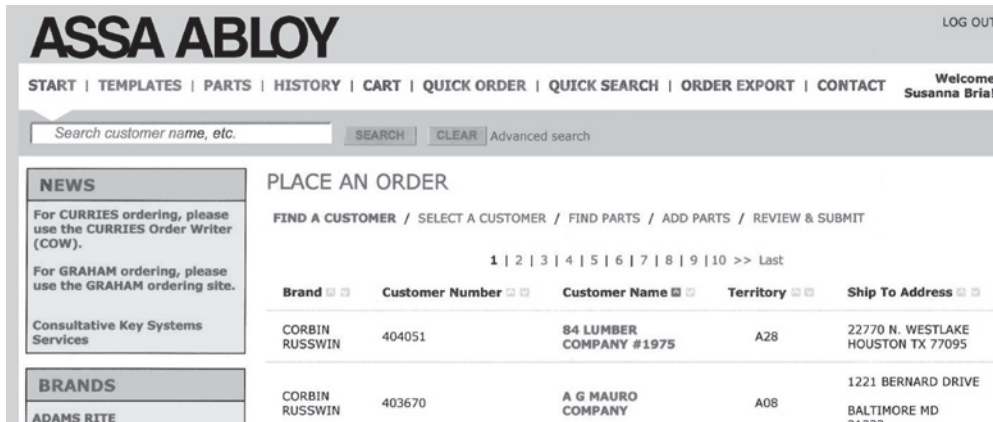 ASSA ABLOY
LOG OUT
START | TEMPLATES | PARTS | HISTORY | CART | QUICK ORDER | QUICK SEARCH | ORDER EXPORT | CONTACT
Welcome
Susanna Bria!
Search customer name, etc.
SEARCH CLEAR Advanced search
NEWS
For CURRIES ordering, please
use the CURRIES Order Writer
(COW).
For GRAHAM ordering, please
use the GRAHAM ordering site.
Consultative Key Systems
Services
BRANDS
ADAMS RITE
PLACE AN ORDER
FIND A CUSTOMER / SELECT A CUSTOMER / FIND PARTS / ADD PARTS / REVIEW & SUBMIT
1 | 2 | 3 | 4 | 5 | 6 | 7 | 8 | 9 |10 >> Last
Brand Customer Number Customer Name Territory Ship To Address
CORBIN
RUSSWIN
404051
84 LUMBER
COMPANY #1975
A28
22770 N. WESTLAKE
HOUSTON TX 77095
CORBIN
RUSSWIN
403670
A G MAURO
COMPANY
A08
1221 BERNARD DRIVE
BALTIMORE MD